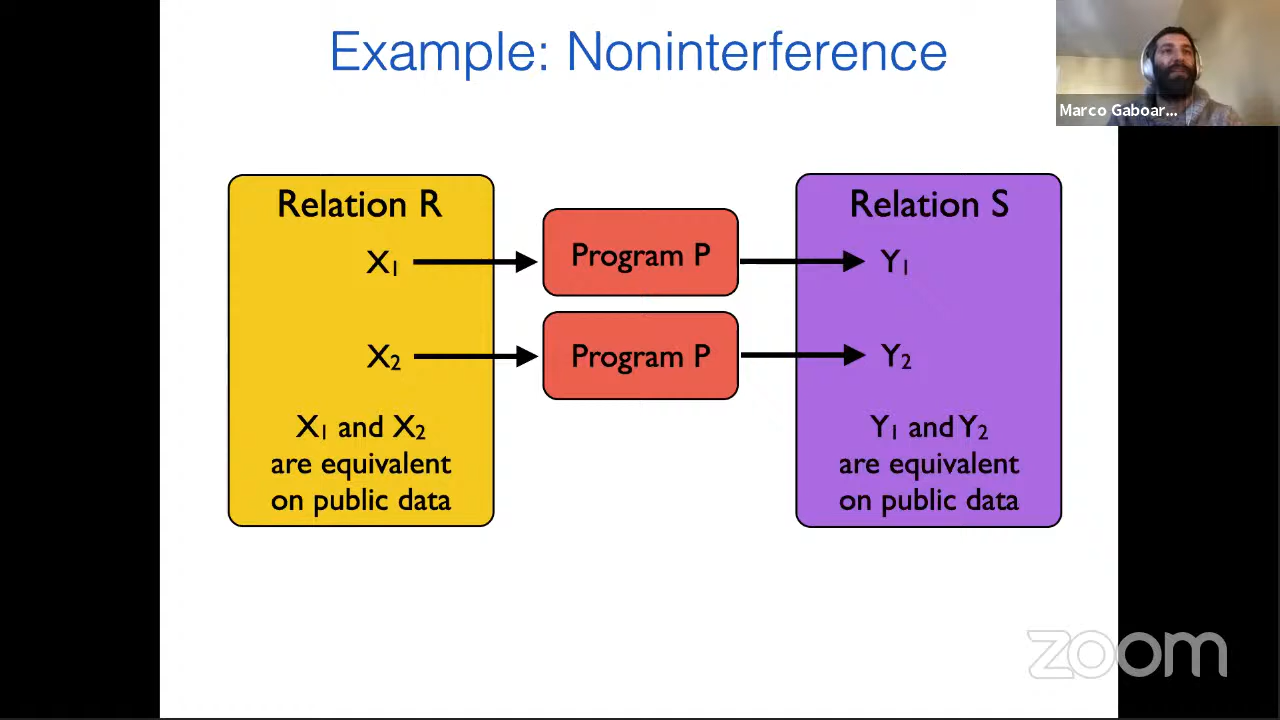 Example: Noninterference
Marco Gaboar...
Relation R
X₁
X₂
X₁ and X₂
are equivalent
on public data
Program P
Program P
Relation S
Y₁
Y₂
Y₁ and Y₂
are equivalent
on public data
zoom